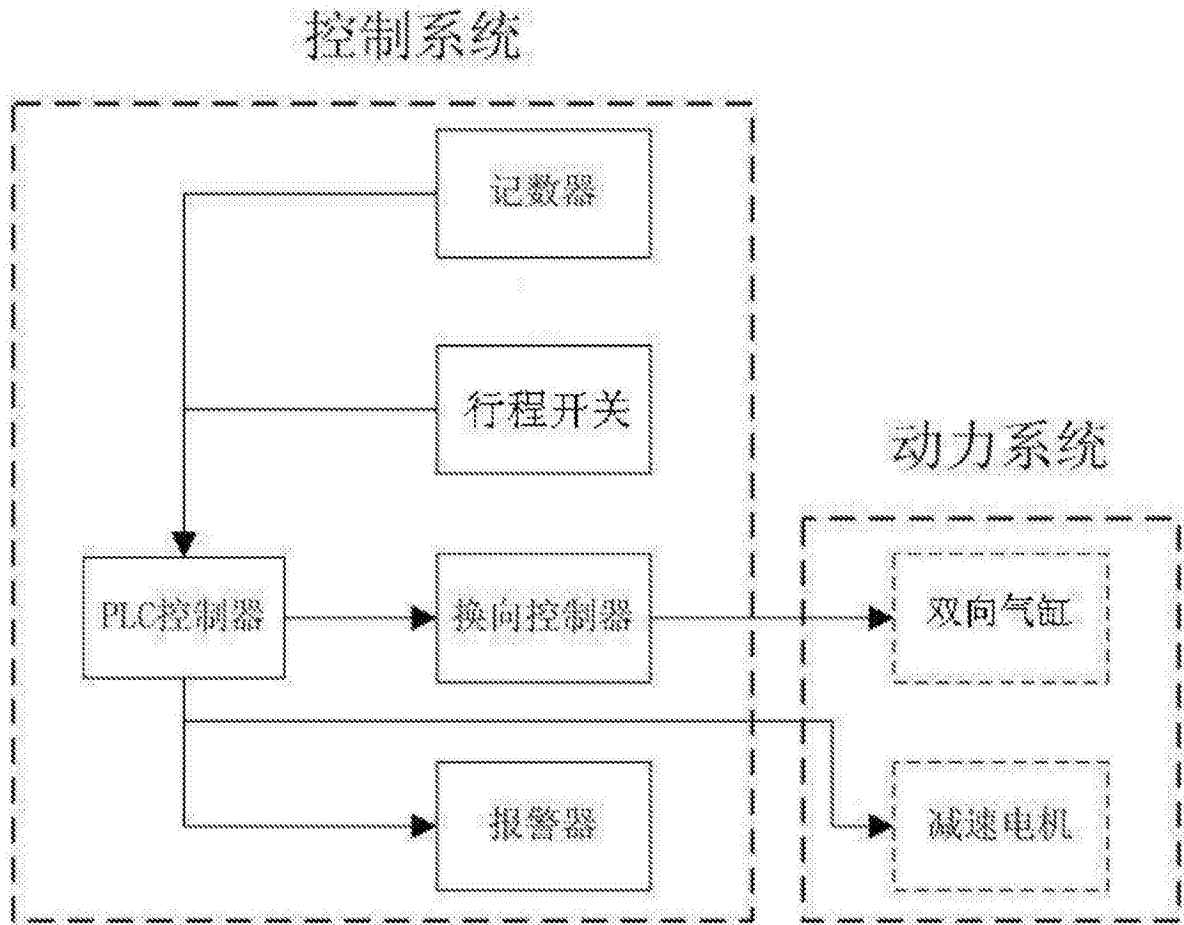 控制系统
记数器
行程开关
动力系统
PLC控制器
换向控制器
双向气缸
报警器
减速电机